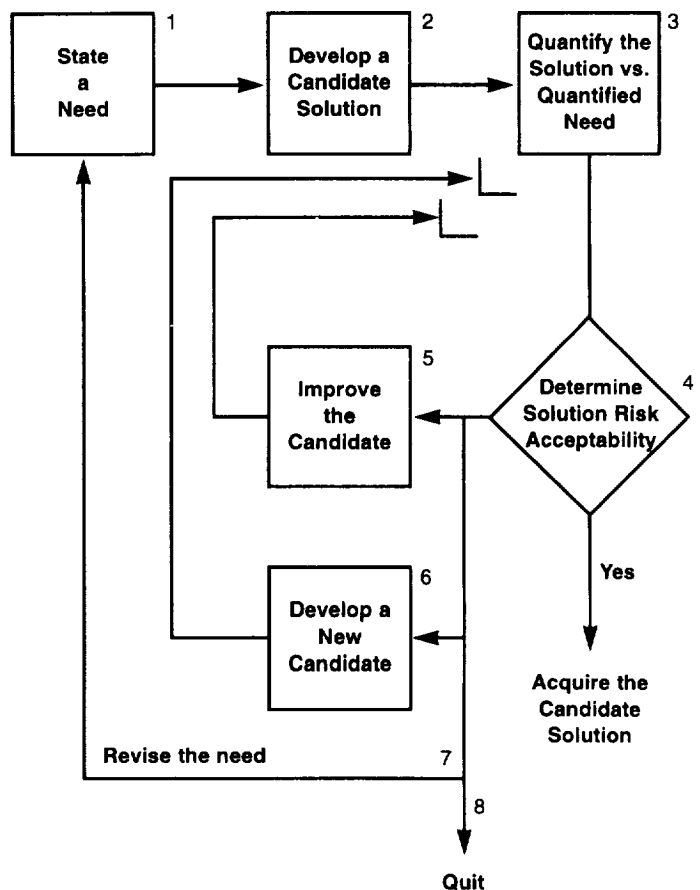 1
State
a
Need
2
Develop a
Candidate
Solution
3
Quantify the
Solution vs.
Quantified
Need
4
Determine
Solution Risk
Acceptability
5
Improve
the
Candidate
6
Develop a
New
Candidate
Yes
Acquire the
Candidate
Solution
Revise the need
7
8
Quit